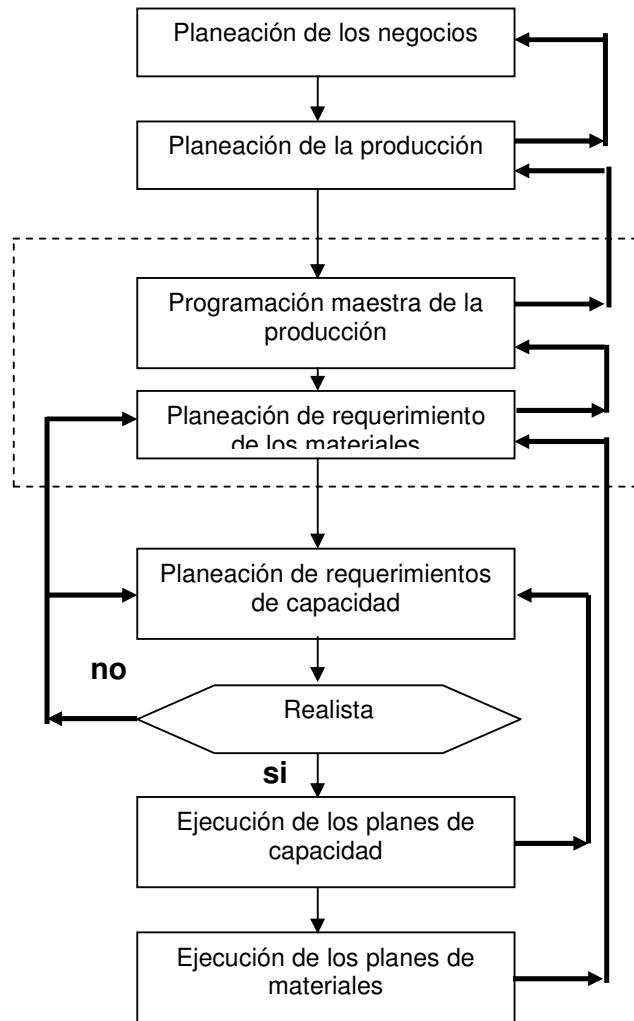 Planeación de los negocios
Planeación de la producción
Programación maestra de la
producción
Planeación de requerimiento
de los materiales
Planeación de requerimientos
de capacidad
no
Realista
si
Ejecución de los planes de
capacidad
Ejecución de los planes de
materiales